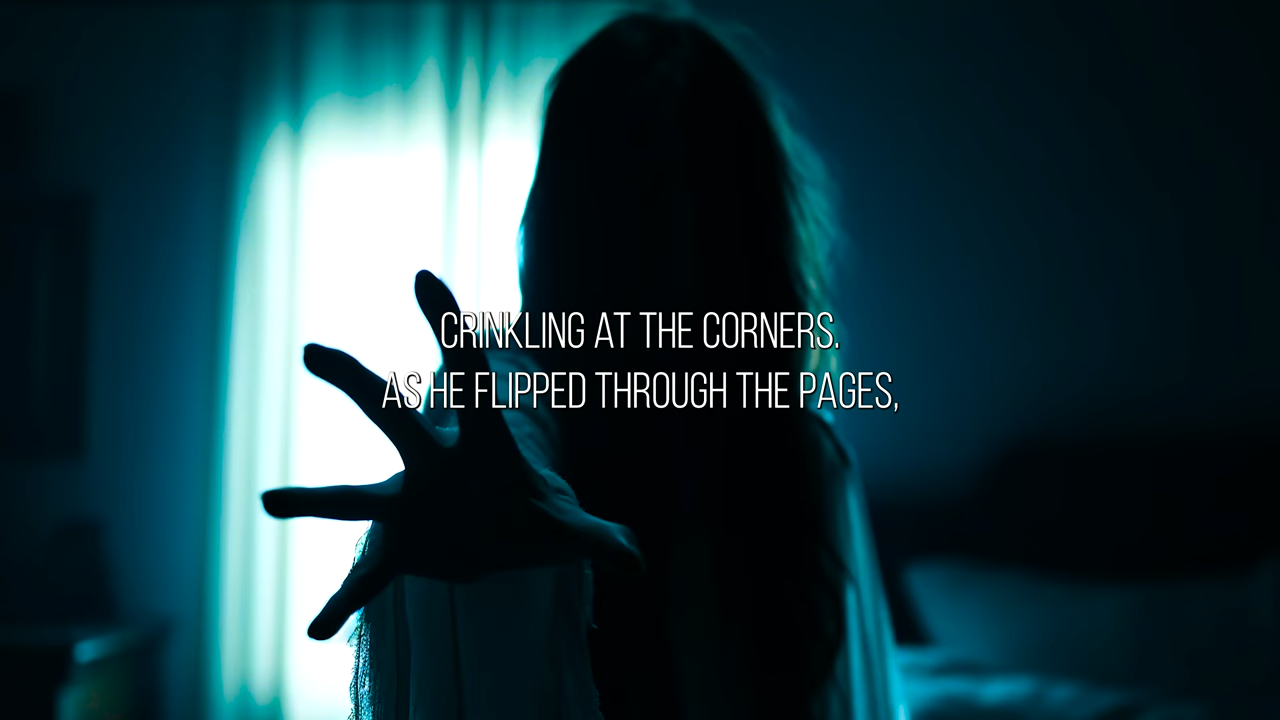 CRINKLING AT THE CORNERS.
AS HE FLIPPED THROUGH THE PAGES,